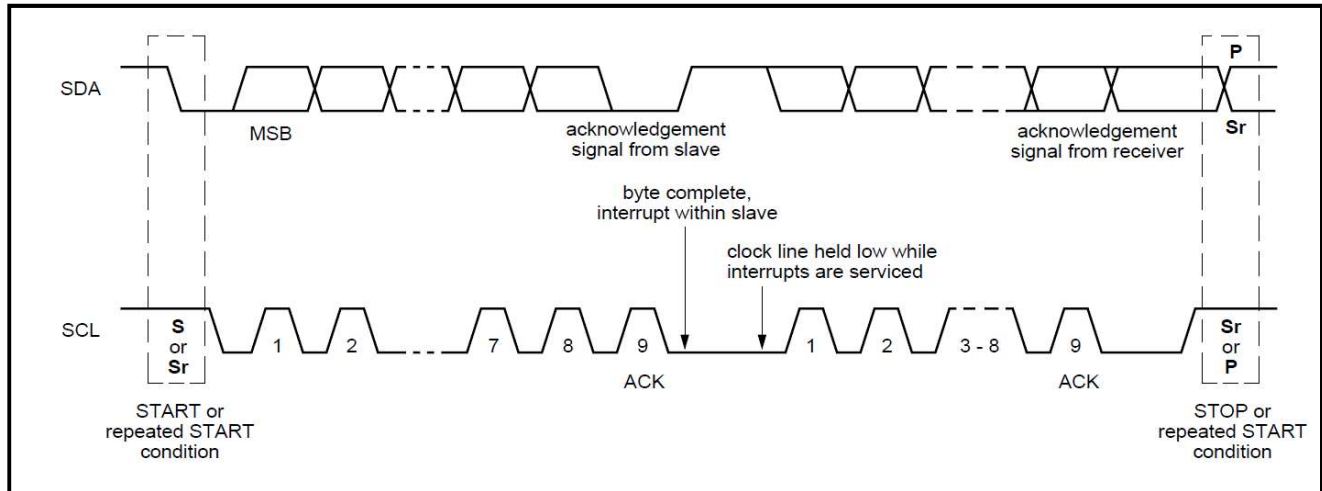 P
SDA
MSB
acknowledgement
signal from slave
acknowledgement
signal from receiver
Sr
byte complete,
interrupt within slave
clock line held low while
interrupts are serviced
SCL
S
or
Sr
1
2
7
8
9
1
2
3 - 8
9
Sr
or
P
ACK
ACK
START or
repeated START
condition
STOP or
repeated START
condition